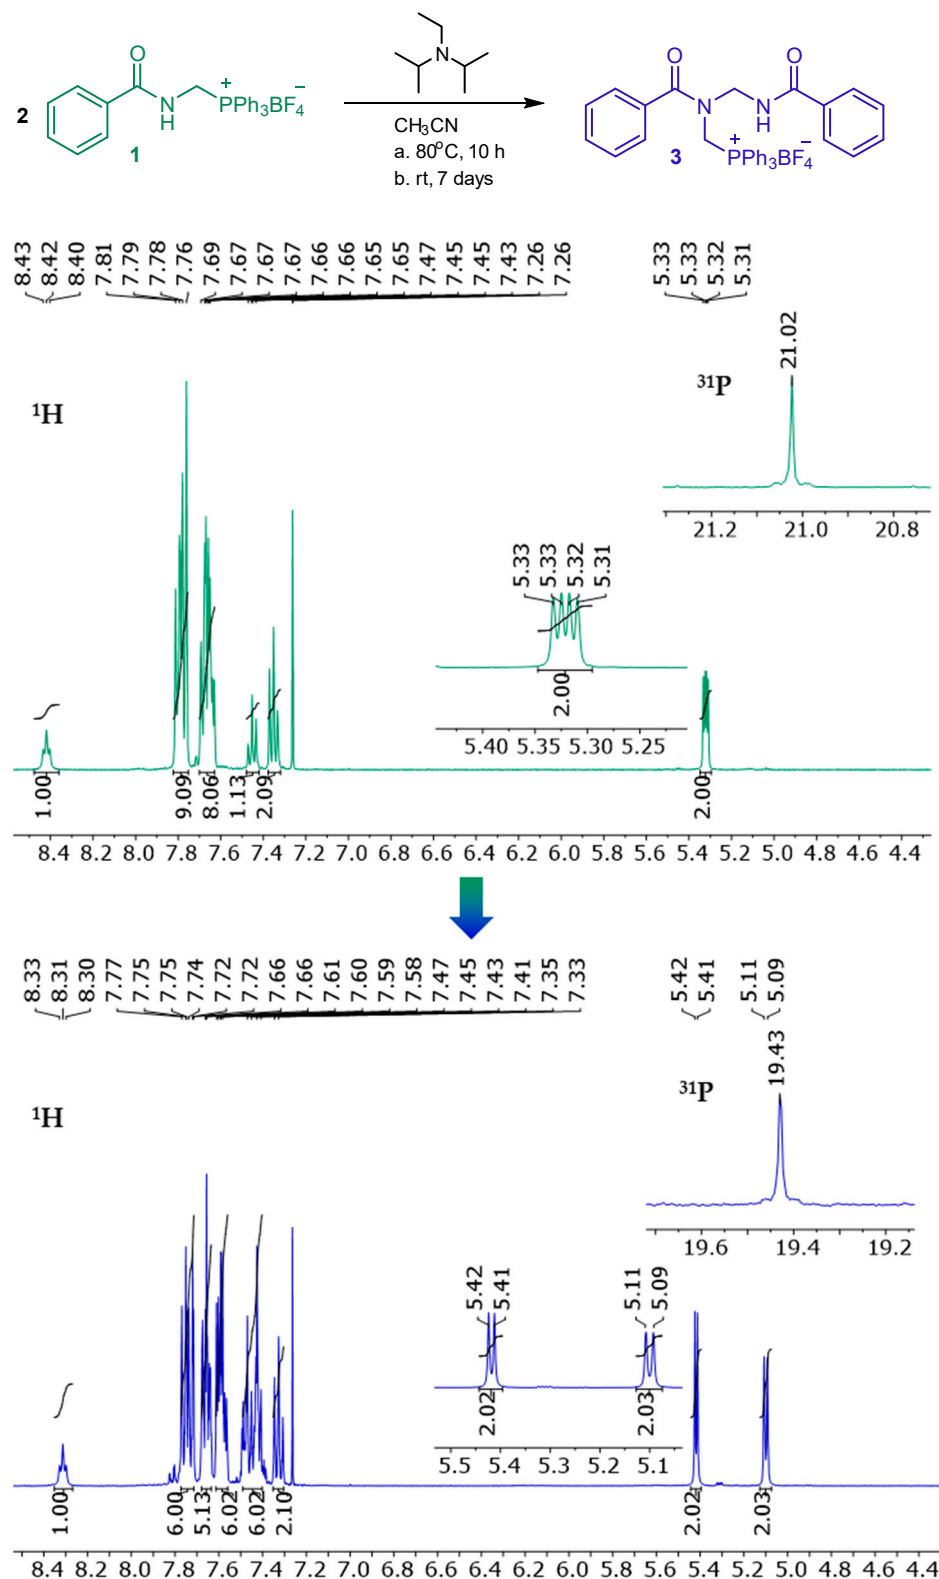 O
2
N
H
+
PPh3BF4
−
1
N
CH3CN
a. 80oC, 10 h
b. rt, 7 days
O
O
N
N
H
+
PPh3BF4
−
3
8.43 8.42 8.40 7.81 7.79 7.78 7.76 7.69 7.67 7.67 7.67 7.66 7.66 7.65 7.65 7.47 7.45 7.45 7.43 7.26 7.26 5.33 5.33 5.32 5.31
1H
31P
21.02
21.2 21.0 20.8
5.33 5.33 5.32 5.31
2.00
5.40 5.35 5.30 5.25
1.00 9.09 8.06 1.13 2.09 2.00
8.4 8.2 8.0 7.8 7.6 7.4 7.2 7.0 6.8 6.6 6.4 6.2 6.0 5.8 5.6 5.4 5.2 5.0 4.8 4.6 4.4
8.33 8.31 8.30 7.77 7.75 7.75 7.74 7.72 7.72 7.66 7.66 7.61 7.60 7.59 7.58 7.47 7.45 7.43 7.41 7.35 7.33 5.42 5.41 5.11 5.09
1H
31P
19.43
19.6 19.4 19.2
5.42 5.41 5.11 5.09
2.02 2.03
5.5 5.4 5.3 5.2 5.1
1.00 6.00 5.13 6.02 6.02 2.10 2.02 2.03
8.4 8.2 8.0 7.8 7.6 7.4 7.2 7.0 6.8 6.6 6.4 6.2 6.0 5.8 5.6 5.4 5.2 5.0 4.8 4.6 4.4